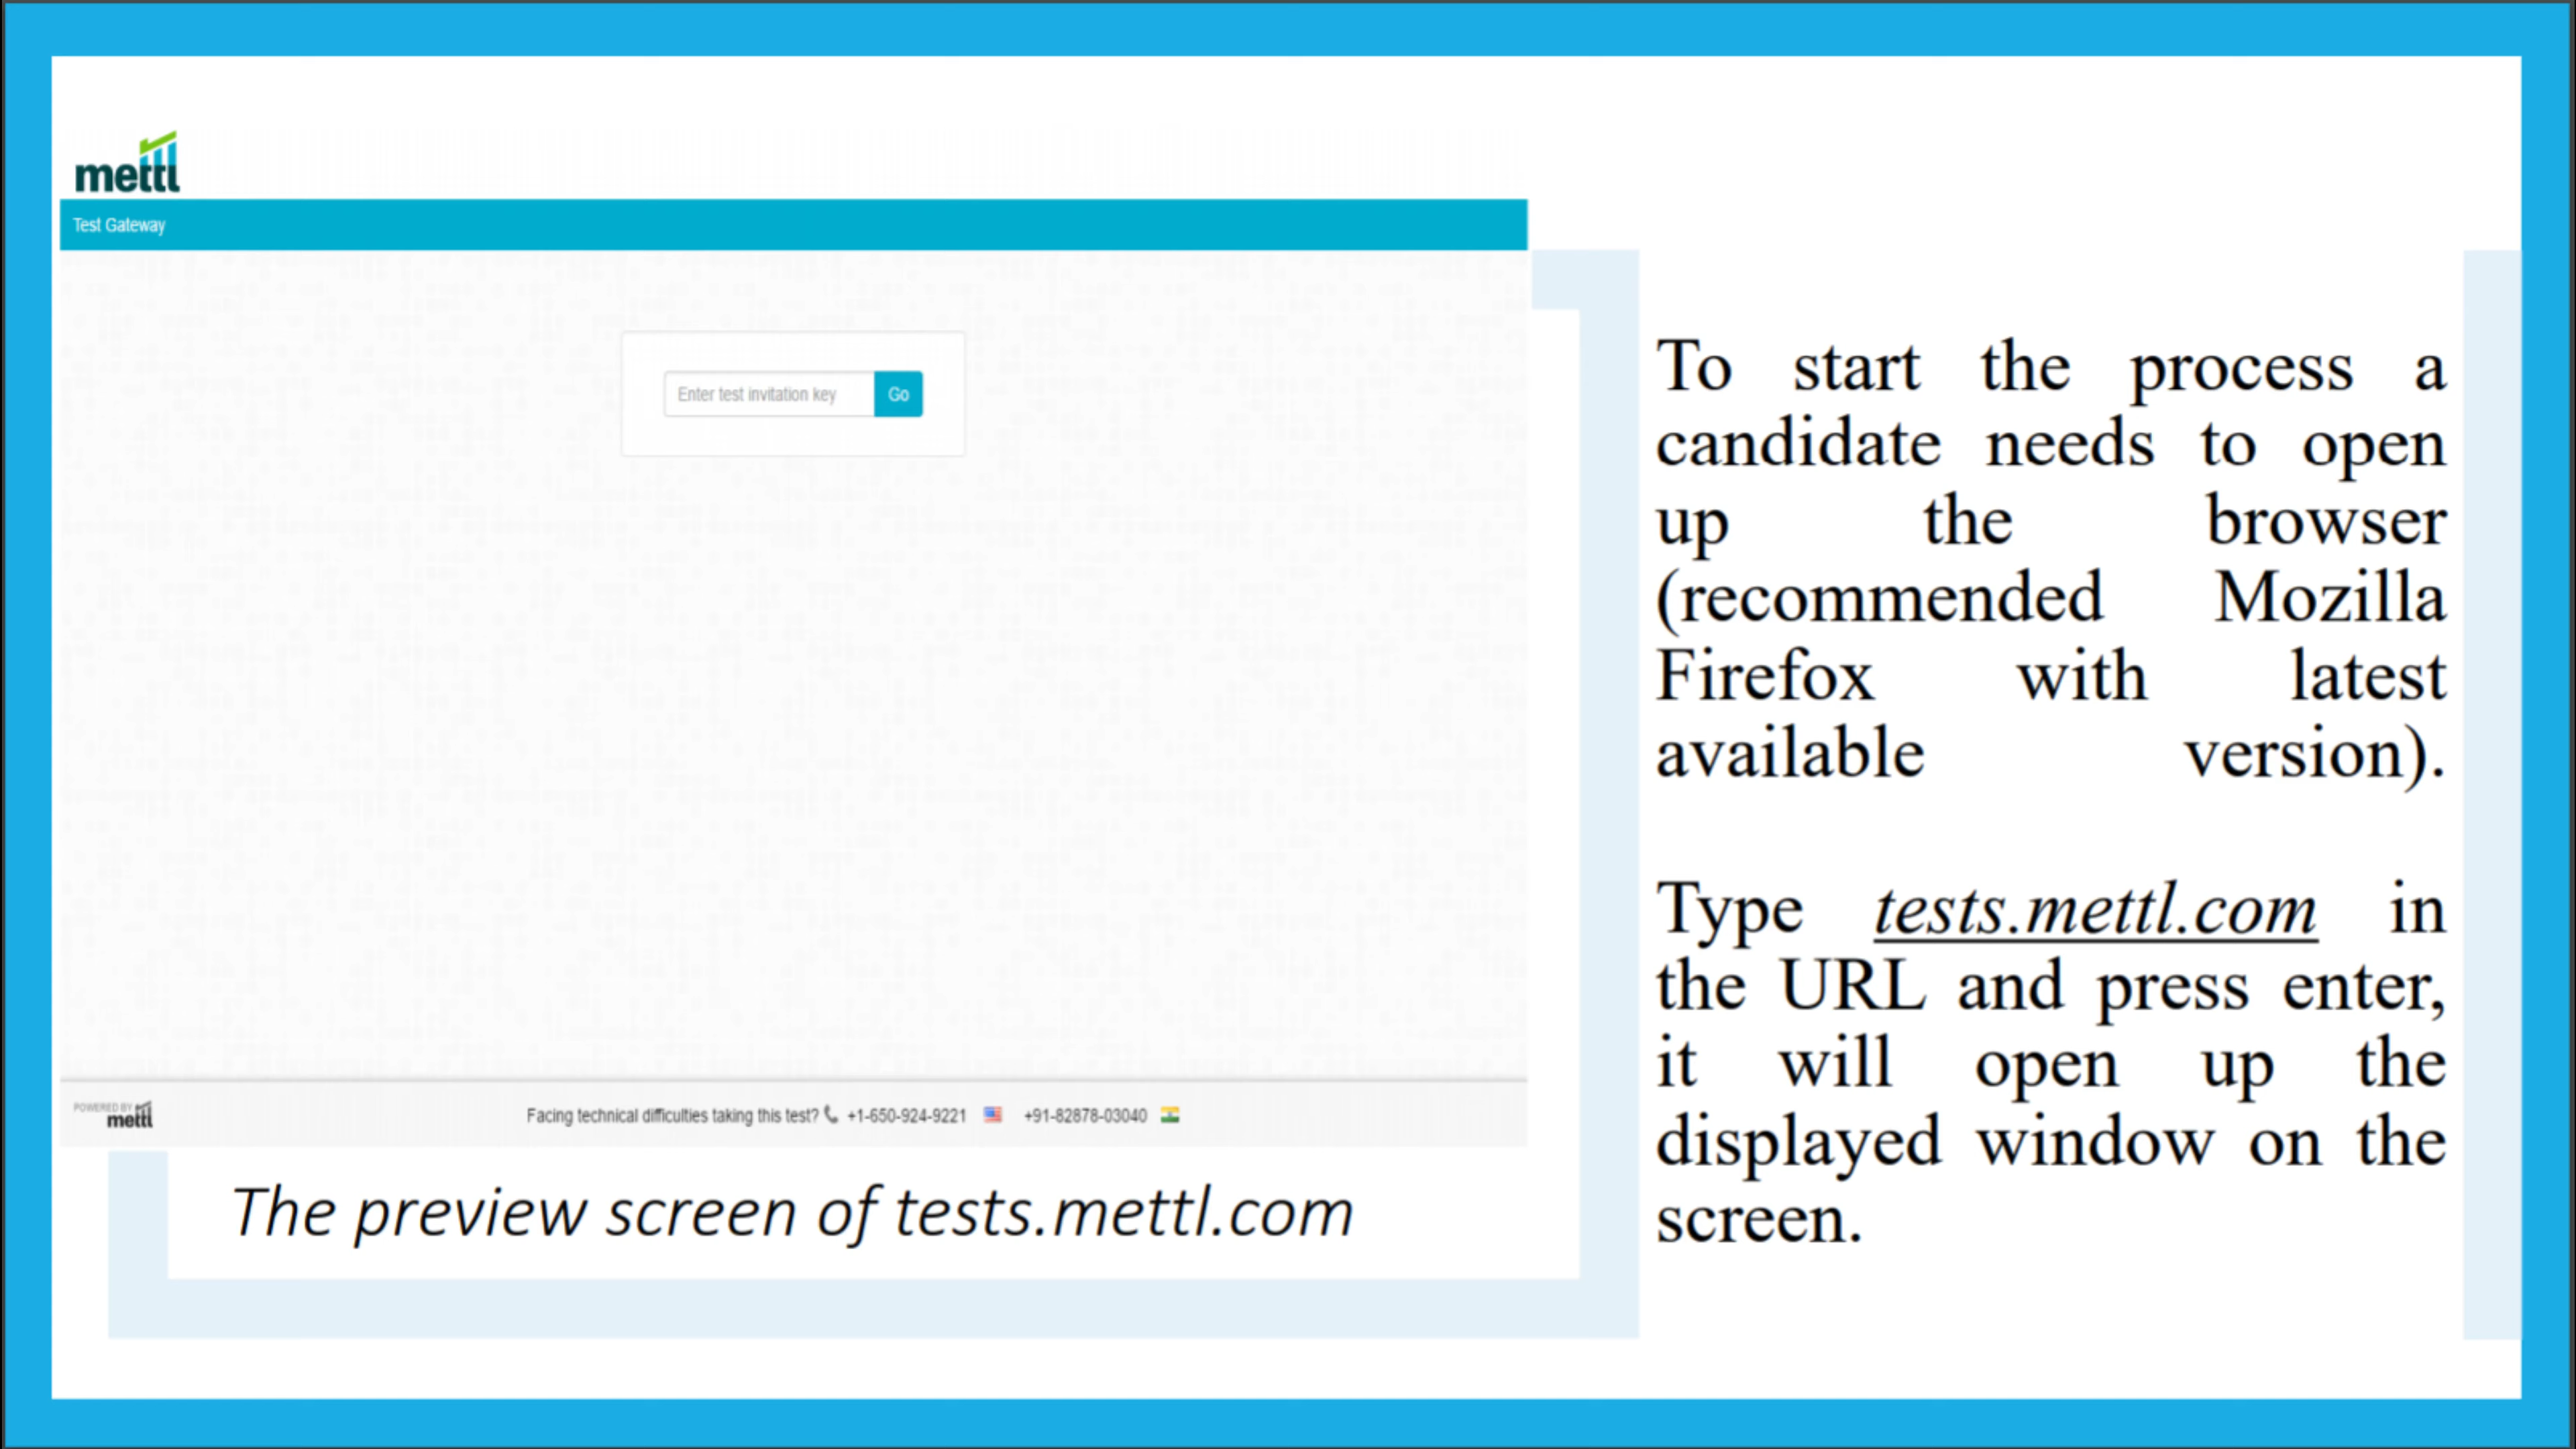 mettl
Test Gateway
Enter test invitation key
Go
POWERED BY
mettl
Facing technical difficulties taking this test? +1-650-924-9221 +91-82878-03040
The preview screen of tests.mettl.com
To start the process a
candidate needs to open
up the browser
(recommended Mozilla
Firefox with latest
available version).
Type tests.mettl.com in
the URL and press enter,
it will open up the
displayed window on the
screen.